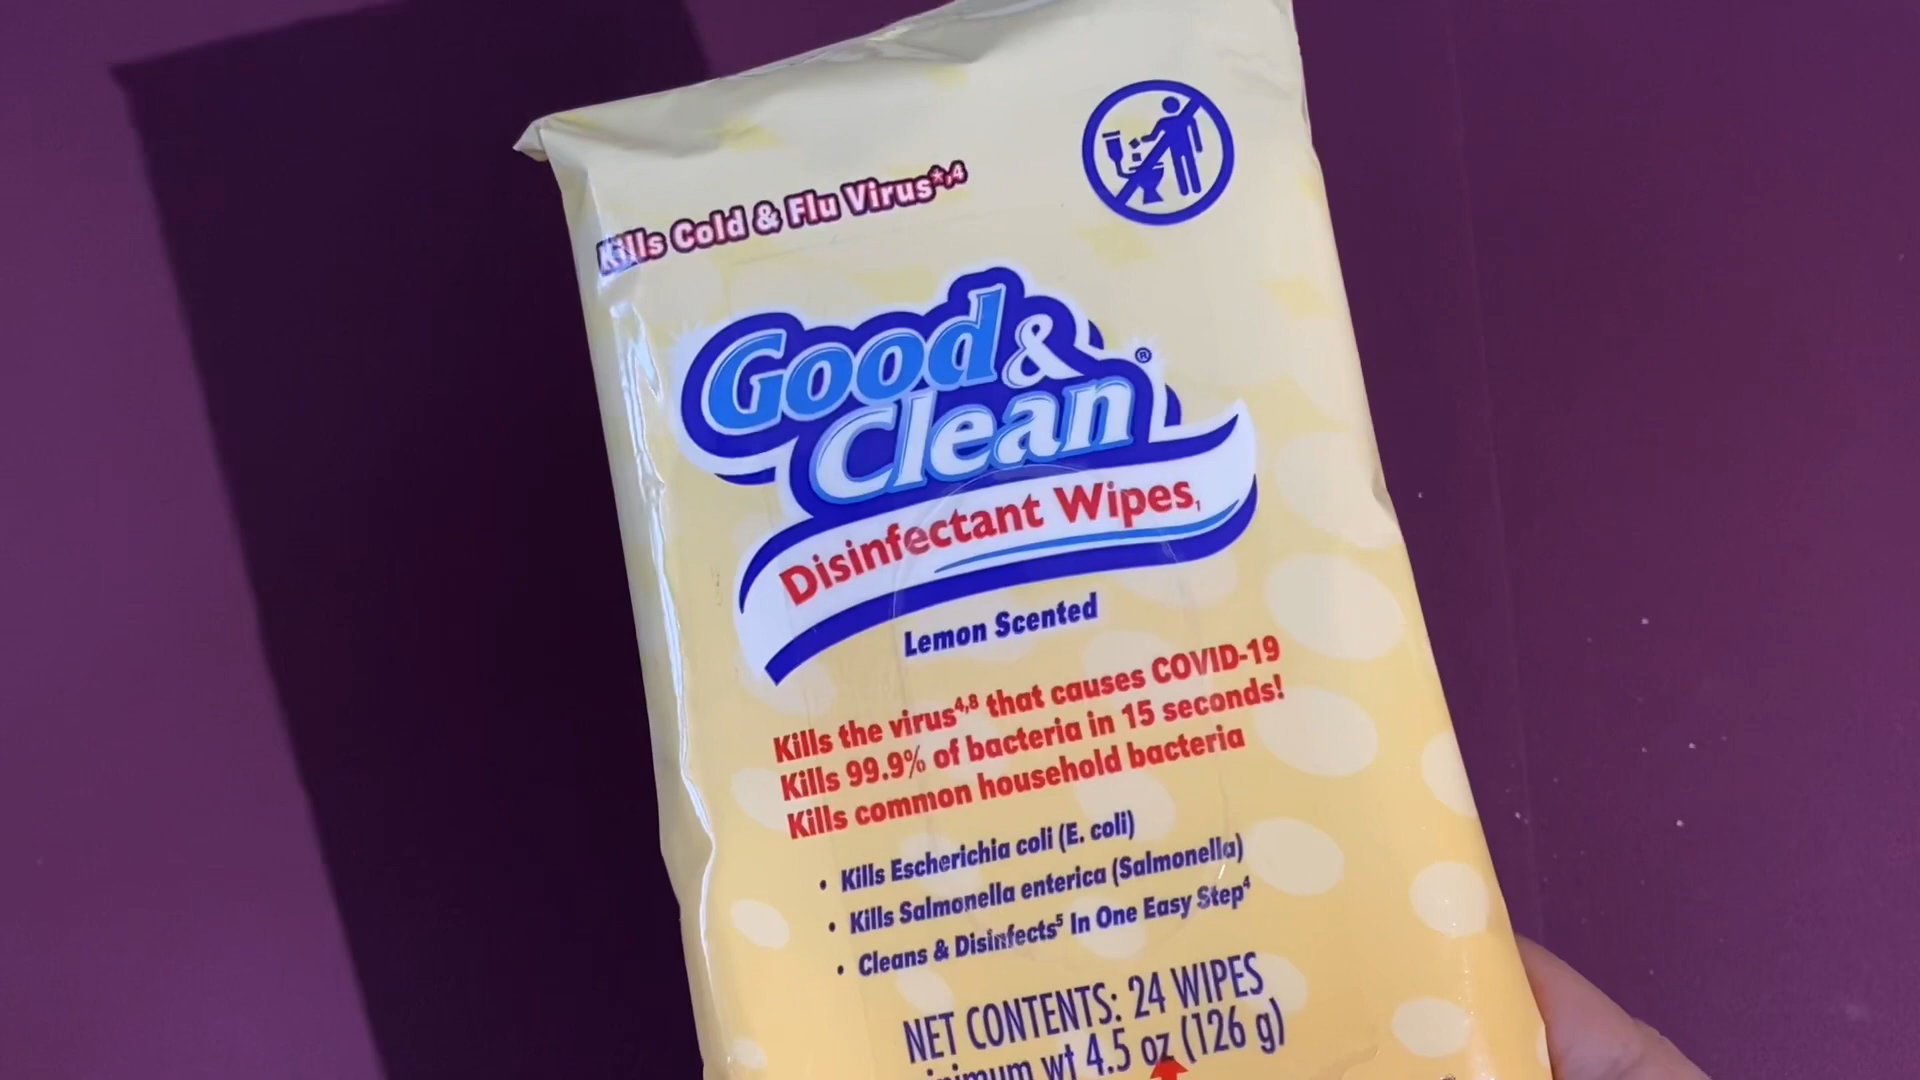 Kills Cold & Flu Virus*,4
Good &
Clean®
Disinfectant Wipes1
Lemon Scented
Kills the virus4,8 that causes COVID-19
Kills 99.9% of bacteria in 15 seconds!
Kills common household bacteria
• Kills Escherichia coli (E. coli)
• Kills Salmonella enterica (Salmonella)
• Cleans & Disinfects5 In One Easy Step4
NET CONTENTS: 24 WIPES
wt 4.5 oz (126 g)